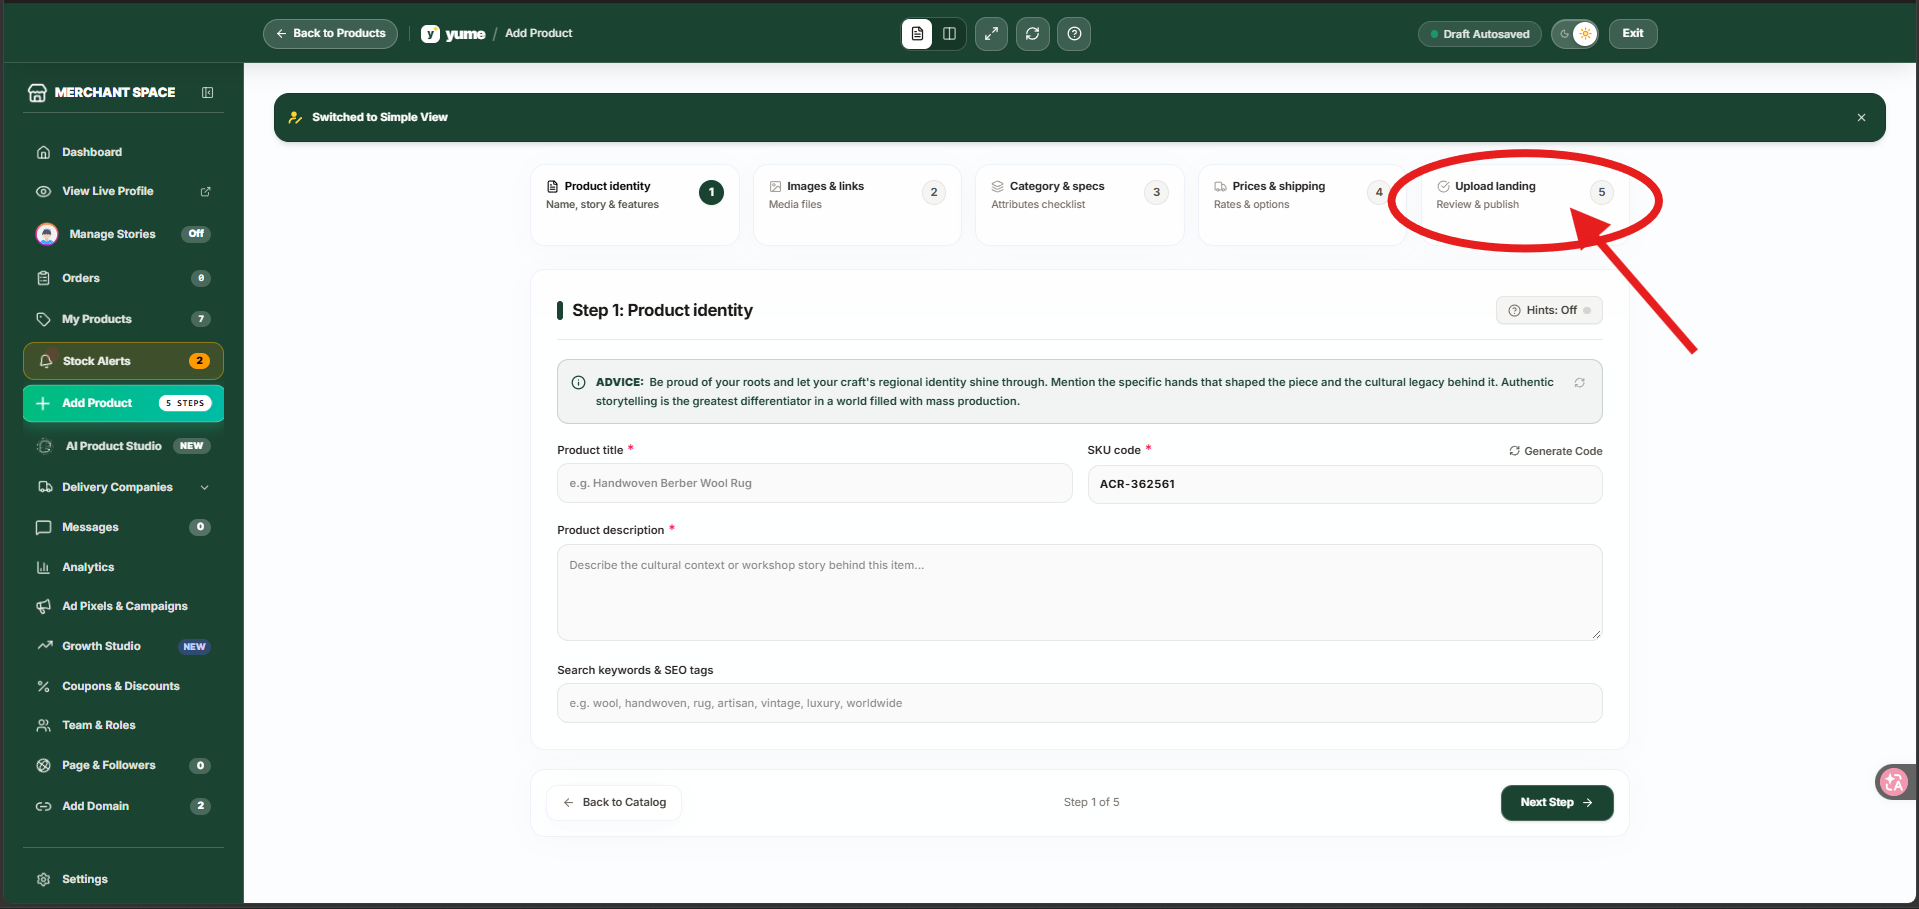 Back to Products
yume / Add Product
Draft Autosaved
Exit
MERCHANT SPACE
Dashboard
View Live Profile
Manage Stories Off
Orders 0
My Products 7
Stock Alerts 2
Add Product 5 STEPS
AI Product Studio NEW
Delivery Companies
Messages 0
Analytics
Ad Pixels & Campaigns
Growth Studio NEW
Coupons & Discounts
Team & Roles
Page & Followers 0
Add Domain 2
Settings
Switched to Simple View
Product identity 1
Name, story & features
Images & links 2
Media files
Category & specs 3
Attributes checklist
Prices & shipping 4
Rates & options
Upload landing 5
Review & publish
Step 1: Product identity
Hints: Off
ADVICE: Be proud of your roots and let your craft's regional identity shine through. Mention the specific hands that shaped the piece and the cultural legacy behind it. Authentic
storytelling is the greatest differentiator in a world filled with mass production.
Product title *
e.g. Handwoven Berber Wool Rug
SKU code *
Generate Code
ACR-362561
Product description *
Describe the cultural context or workshop story behind this item...
Search keywords & SEO tags
e.g. wool, handwoven, rug, artisan, vintage, luxury, worldwide
Back to Catalog
Step 1 of 5
Next Step